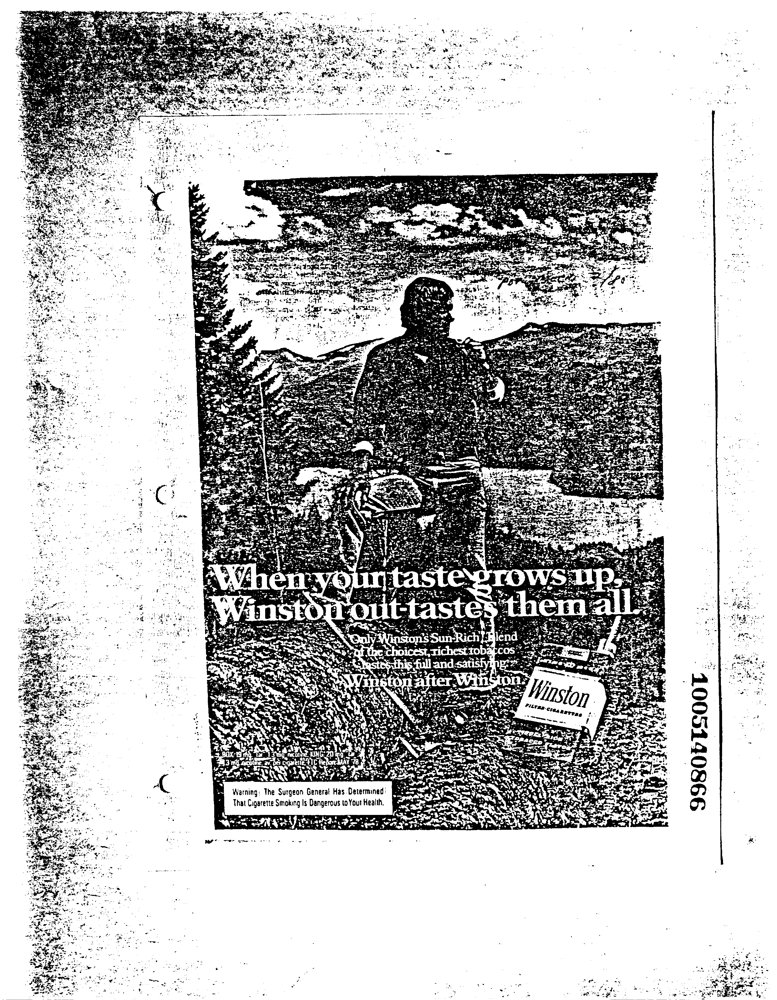 When your taste grows up,
Winston out-tastes them all.
Only Winston's Sun-Rich Blend
of the choicest, richest tobaccos
tastes this full and satisfying.
Winston after Winston.
Winston
FILTER·CIGARETTES
Warning: The Surgeon General Has Determined
That Cigarette Smoking Is Dangerous to Your Health.
1005140866